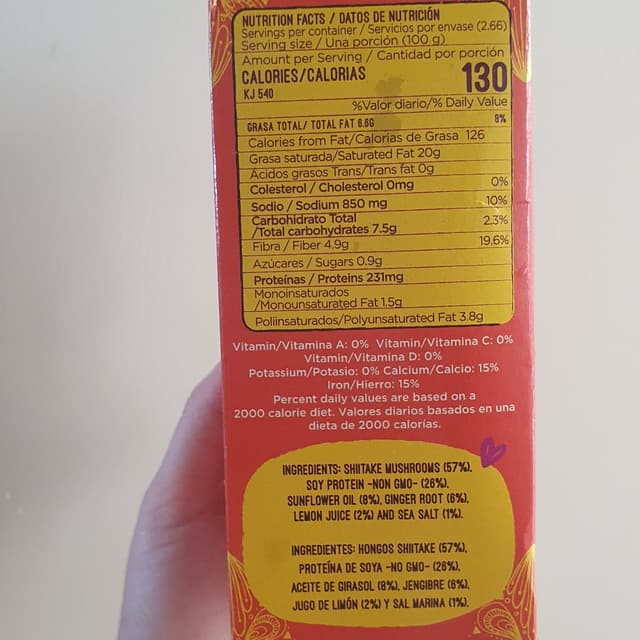 NUTRITION FACTS / DATOS DE NUTRICIÓN
Servings per container / Servicios por envase (2.66)
Serving size / Una porción (100 g)
Amount per Serving / Cantidad por porción
CALORIES/CALORIAS 130
KJ 540
%Valor diario/% Daily Value
GRASA TOTAL/ TOTAL FAT 6.6G 8%
Calories from Fat/Calorias de Grasa 126
Grasa saturada/Saturated Fat 20g
Ácidos grasos Trans/Trans fat 0g
Colesterol / Cholesterol 0mg 0%
Sodio / Sodium 850 mg 10%
Carbohidrato Total
/Total carbohydrates 7.5g 2.3%
Fibra / Fiber 4.9g 19.6%
Azúcares / Sugars 0.9g
Proteínas / Proteins 231mg
Monoinsaturados
/Monounsaturated Fat 1.5g
Poliinsaturados/Polyunsaturated Fat 3.8g
Vitamin/Vitamina A: 0% Vitamin/Vitamina C: 0%
Vitamin/Vitamina D: 0%
Potassium/Potasio: 0% Calcium/Calcio: 15%
Iron/Hierro: 15%
Percent daily values are based on a
2000 calorie diet. Valores diarios basados en una
dieta de 2000 calorías.
INGREDIENTS: SHIITAKE MUSHROOMS (57%),
SOY PROTEIN -NON GMO- (26%),
SUNFLOWER OIL (8%), GINGER ROOT (6%),
LEMON JUICE (2%) AND SEA SALT (1%).
INGREDIENTES: HONGOS SHIITAKE (57%),
PROTEÍNA DE SOYA -NO GMO- (26%),
ACEITE DE GIRASOL (8%), JENGIBRE (6%),
JUGO DE LIMÓN (2%) Y SAL MARINA (1%).